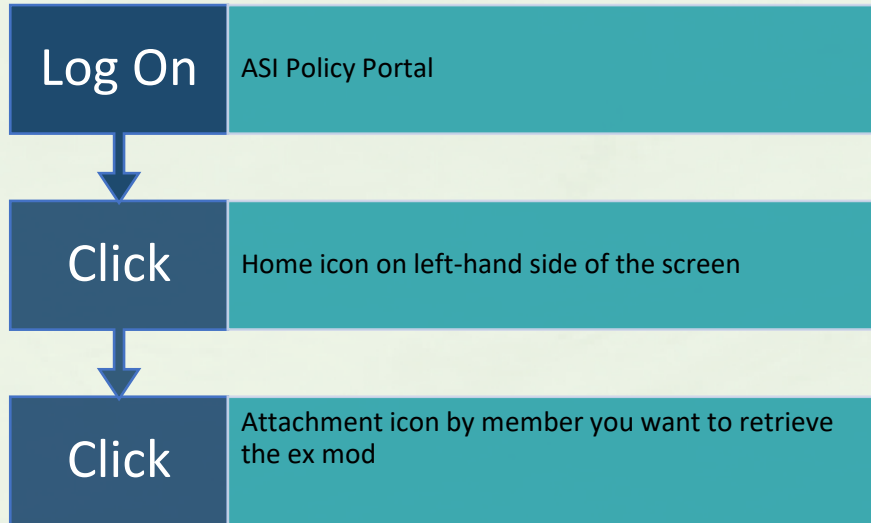 Log On
ASI Policy Portal
Click
Home icon on left-hand side of the screen
Click
Attachment icon by member you want to retrieve
the ex mod